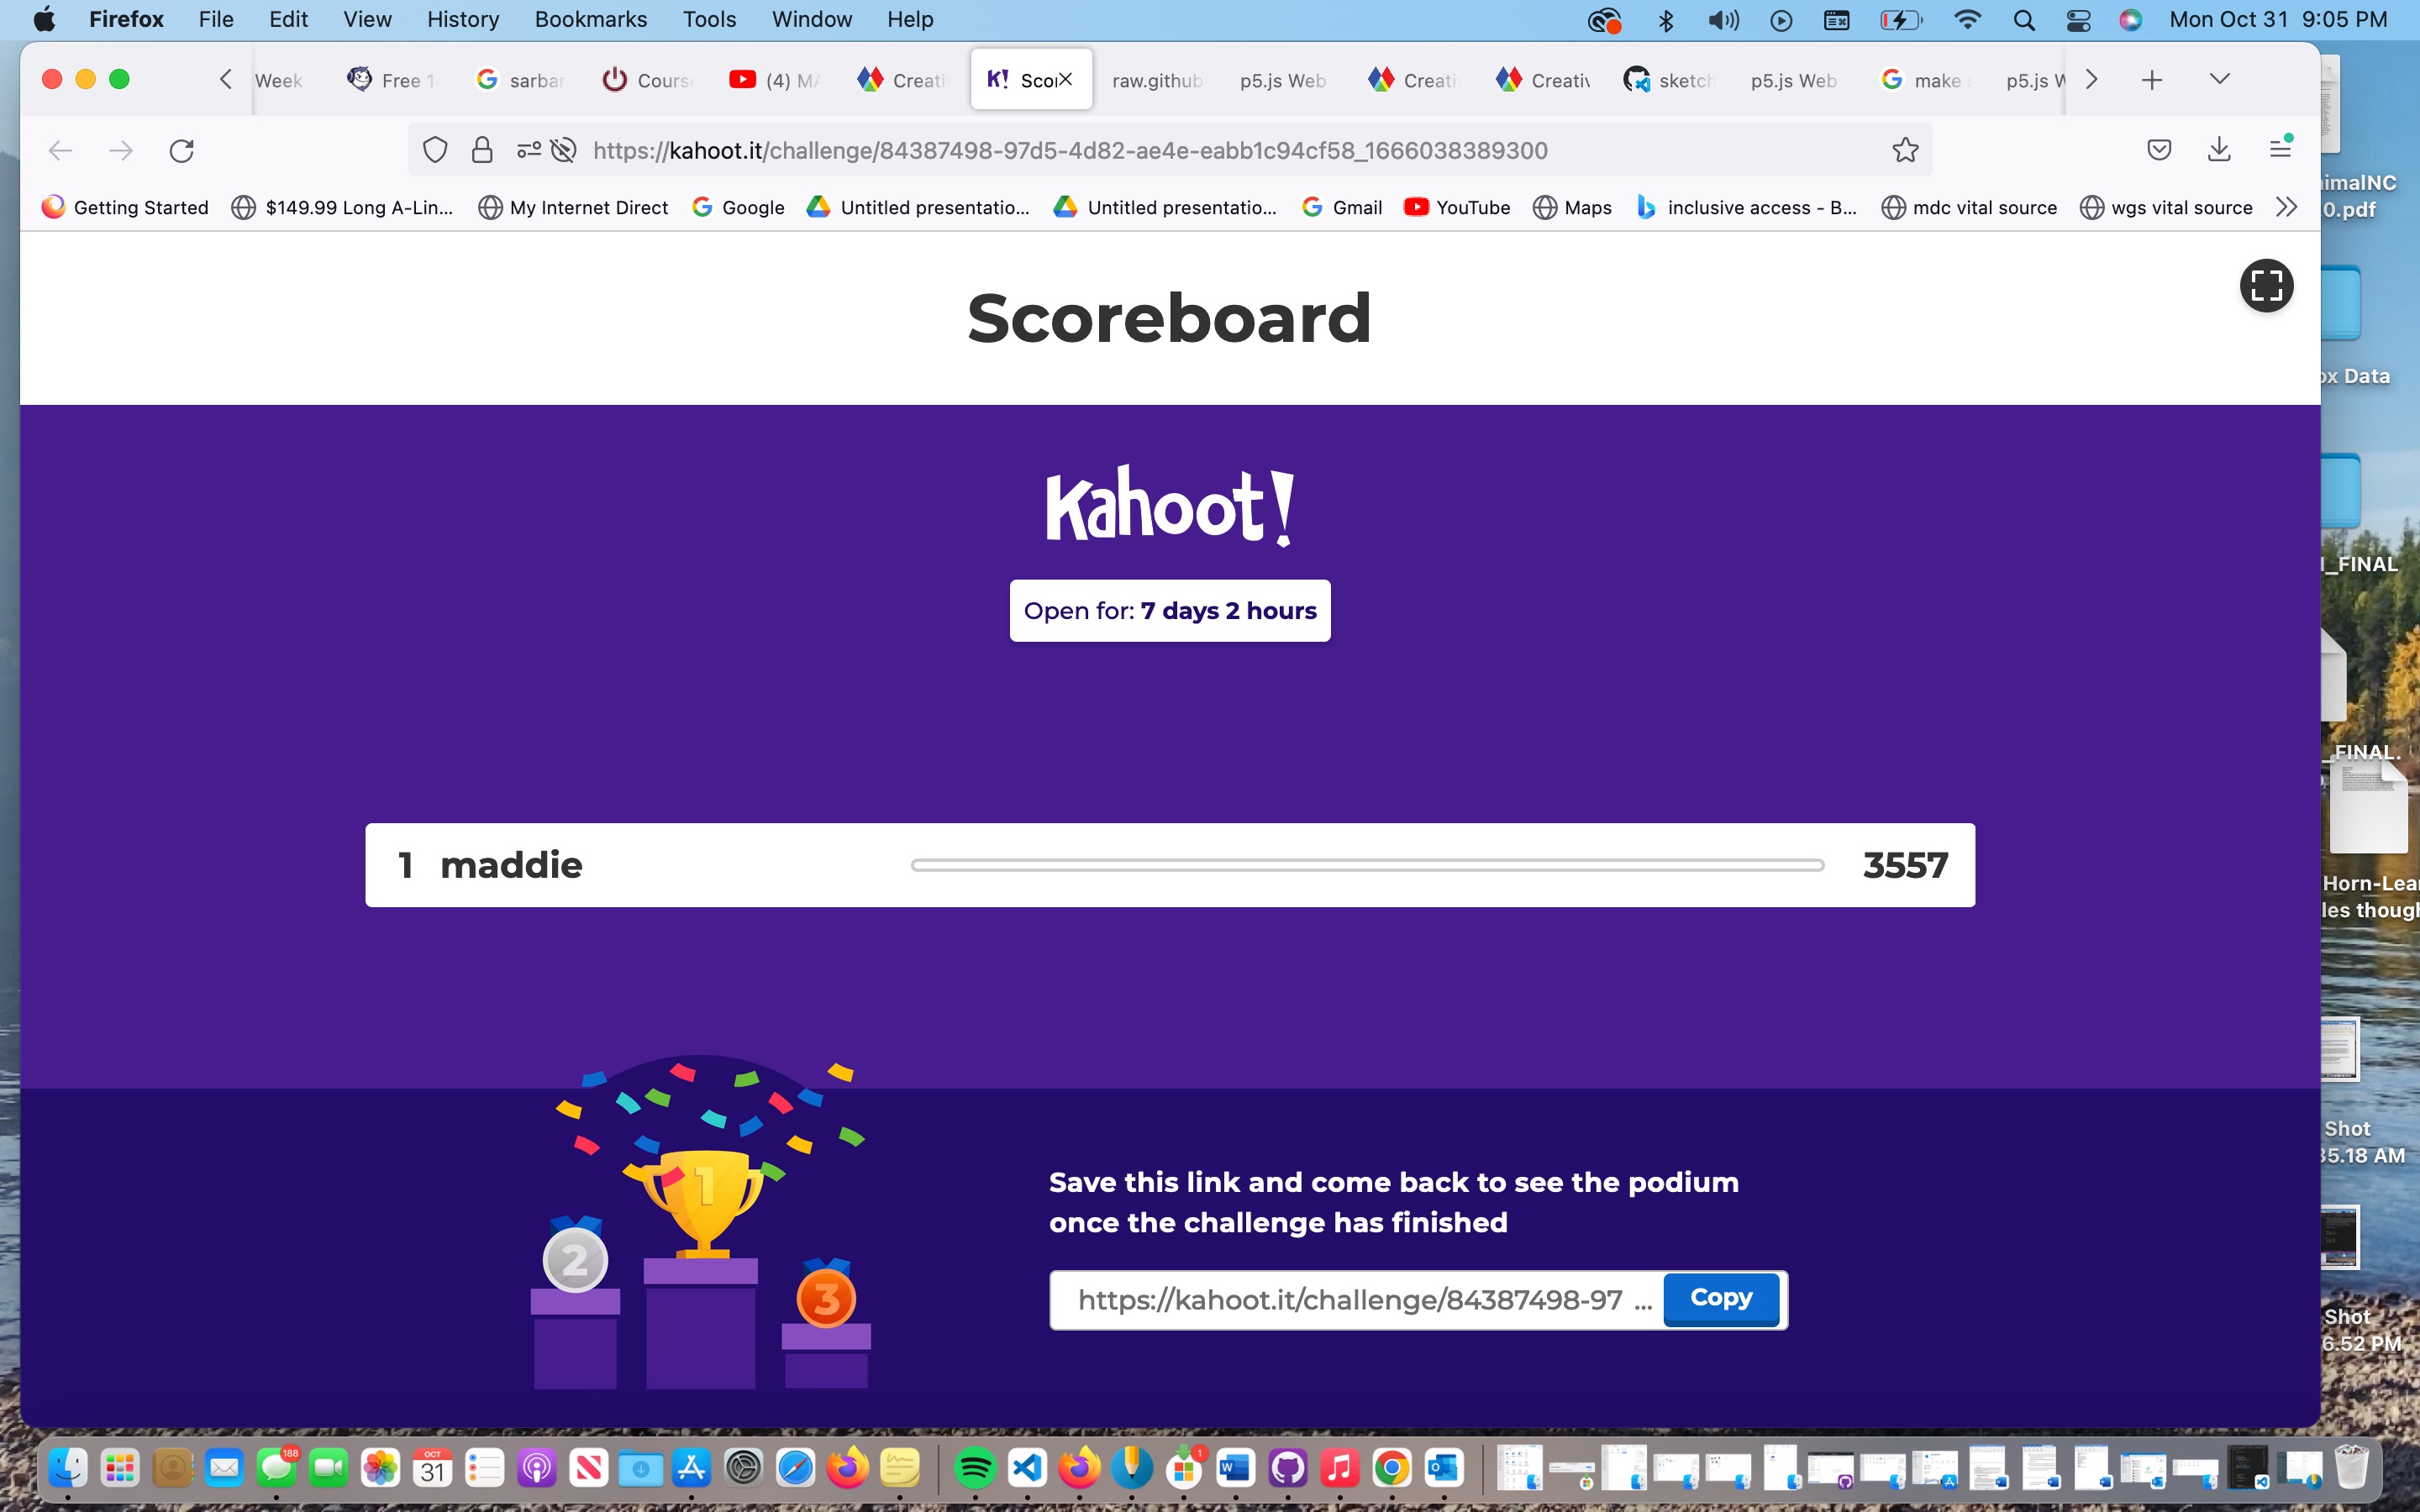 Firefox File Edit View History Bookmarks Tools Window Help Mon Oct 31 9:05 PM
Week Free 1 sarbar Cours (4) MA Creati K! Scor raw.github p5.js Web Creati Creativ sketch p5.js Web make p5.js W
https://kahoot.it/challenge/84387498-97d5-4d82-ae4e-eabb1c94cf58_1666038389300
Getting Started $149.99 Long A-Lin... My Internet Direct Google Untitled presentatio... Untitled presentatio... Gmail YouTube Maps inclusive access - B... mdc vital source wgs vital source
Scoreboard
Kahoot!
Open for: 7 days 2 hours
1 maddie 3557
1
2
3
Save this link and come back to see the podium
once the challenge has finished
https://kahoot.it/challenge/84387498-97 ... Copy
imalNC
0.pdf
ox Data
_FINAL
_FINAL.
Horn-Lea
les though
Shot
35.18 AM
Shot
6.52 PM
188
OCT
31
1